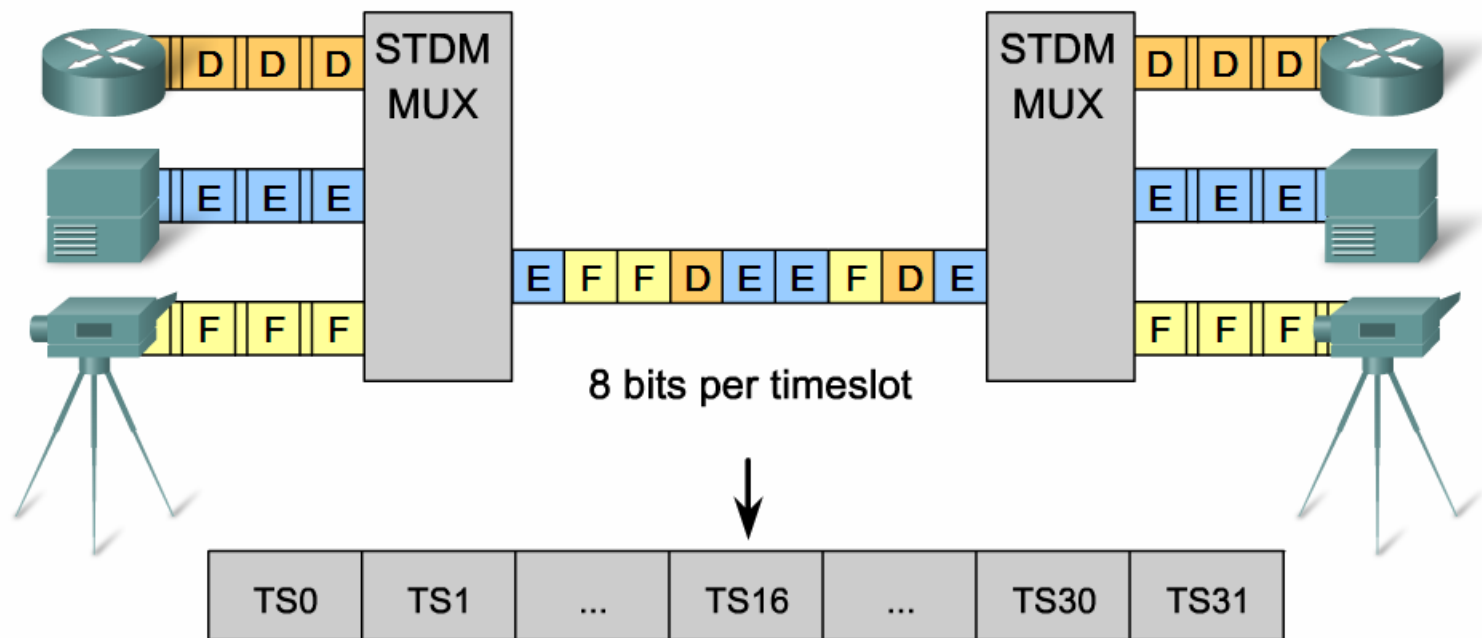 D D D
STDM
MUX
STDM
MUX
D D D
E E E
E E E
E F F D E E F D E
F F F
F F F
8 bits per timeslot
TS0 TS1 ... TS16 ... TS30 TS31